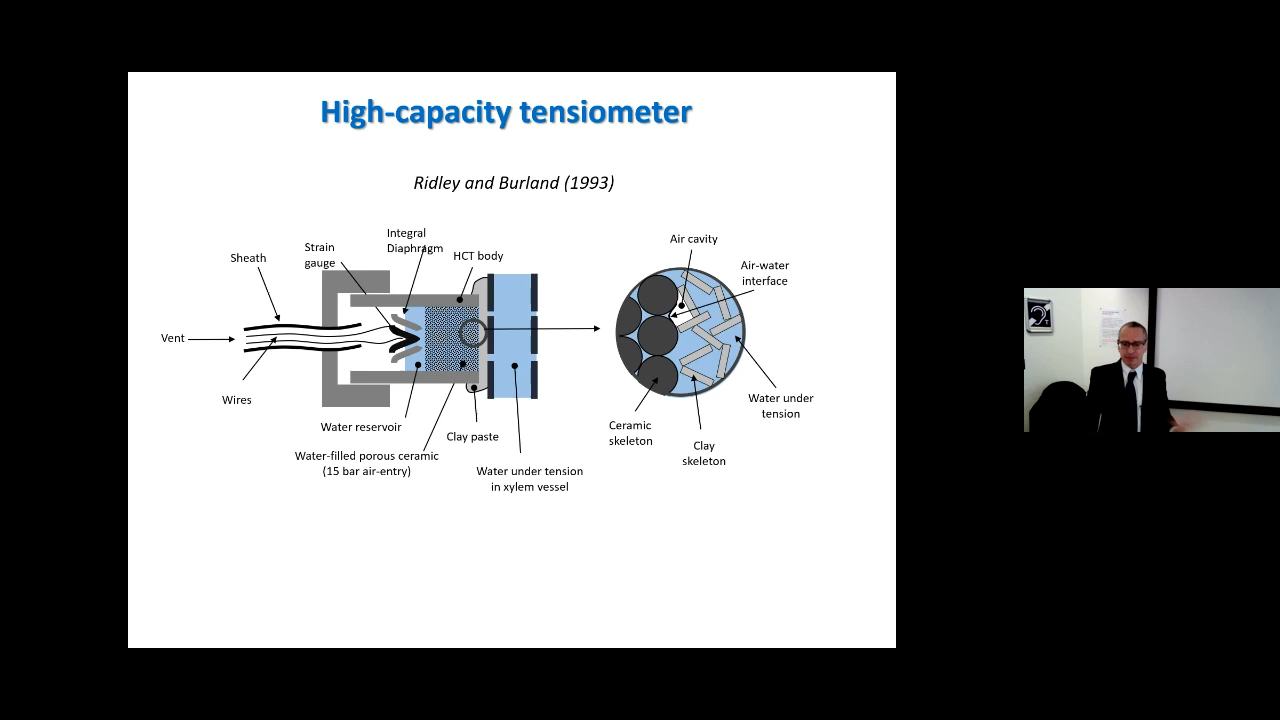 High-capacity tensiometer
Ridley and Burland (1993)
Integral
Diaphragm
Strain
gauge
HCT body
Sheath
Air cavity
Air-water
interface
Vent
Wires
Water reservoir
Clay paste
Water-filled porous ceramic
(15 bar air-entry)
Water under tension
in xylem vessel
Ceramic
skeleton
Clay
skeleton
Water under
tension
T